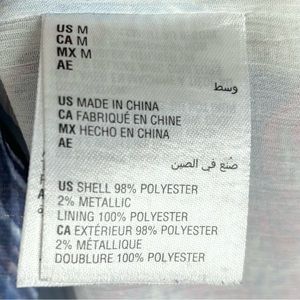 US M
CA M
MX M
AE
وسط
US MADE IN CHINA
CA FABRIQUÉ EN CHINE
MX HECHO EN CHINA
AE
صُنع في الصين
US SHELL 98% POLYESTER
2% METALLIC
LINING 100% POLYESTER
CA EXTÉRIEUR 98% POLYESTER
2% MÉTALLIQUE
DOUBLURE 100% POLYESTER